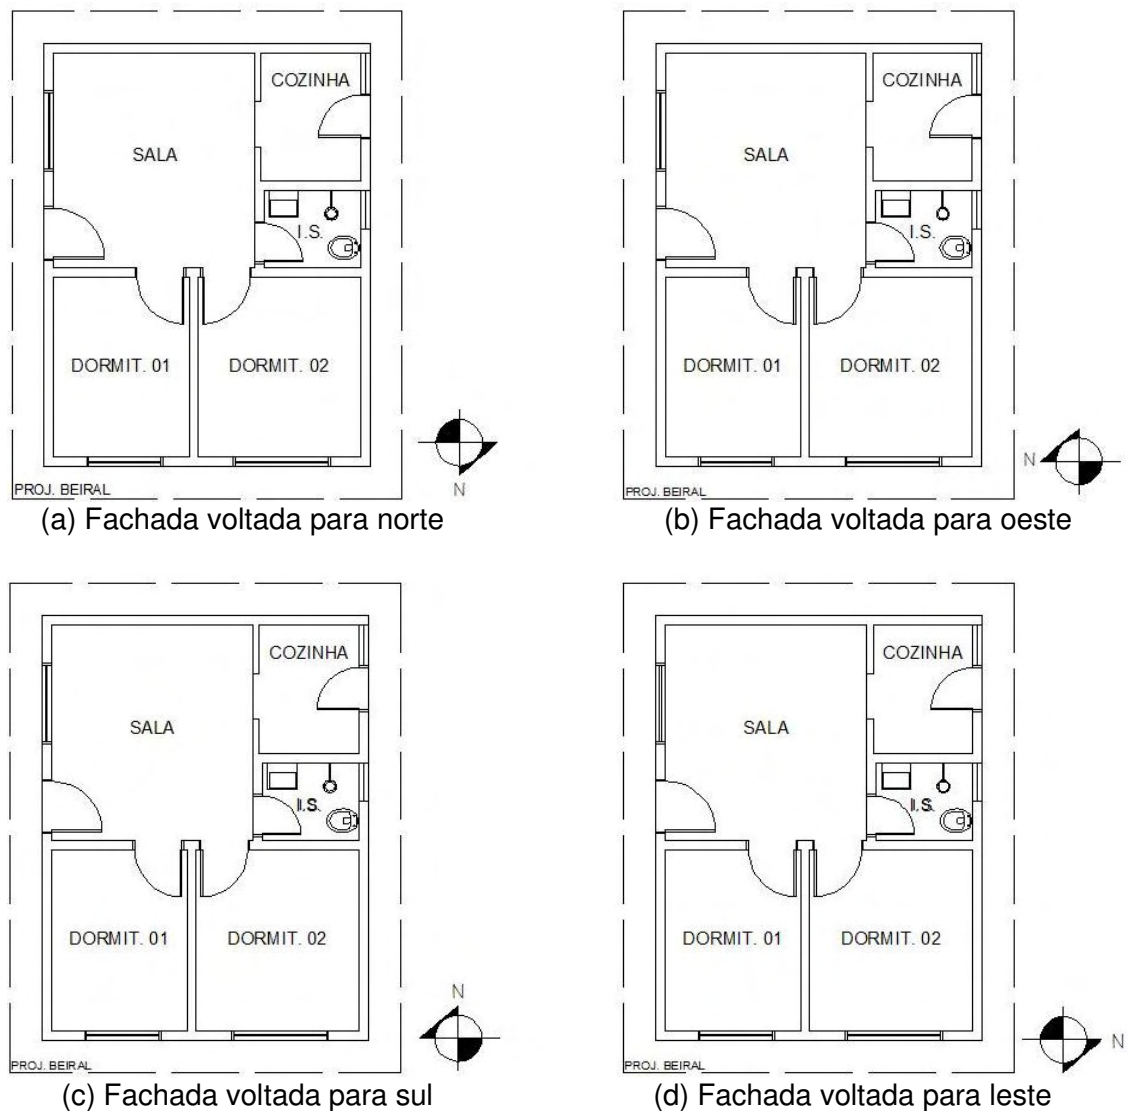 COZINHA
SALA
I.S.
DORMIT. 01
DORMIT. 02
N
PROJ. BEIRAL
(a) Fachada voltada para norte
COZINHA
SALA
I.S.
DORMIT. 01
DORMIT. 02
N
PROJ. BEIRAL
(b) Fachada voltada para oeste
COZINHA
SALA
I.S.
DORMIT. 01
DORMIT. 02
N
PROJ. BEIRAL
(c) Fachada voltada para sul
COZINHA
SALA
I.S.
DORMIT. 01
DORMIT. 02
N
PROJ. BEIRAL
(d) Fachada voltada para leste